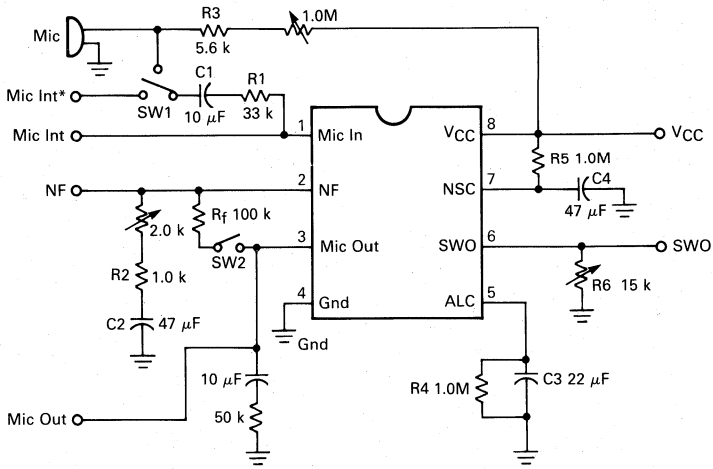 R3
1.0M
Mic
5.6 k
C1
R1
Mic Int*
SW1
10 μF
33 k
Mic Int
1
Mic In
VCC
8
VCC
R5 1.0M
NF
2
NF
NSC
7
C4
47 μF
Rf 100 k
2.0 k
3
Mic Out
SWO
6
SWO
SW2
R2
1.0 k
R6 15 k
4
Gnd
ALC
5
C2
47 μF
Gnd
10 μF
R4 1.0M
C3 22 μF
Mic Out
50 k